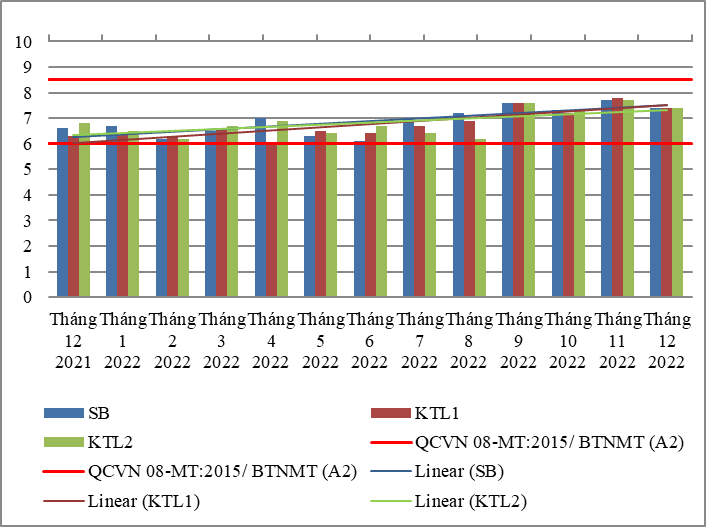 10
9
8
7
6
5
4
3
2
1
0
Tháng Tháng Tháng Tháng Tháng Tháng Tháng Tháng Tháng Tháng Tháng Tháng Tháng
12 1 2 3 4 5 6 7 8 9 10 11 12
2021 2022 2022 2022 2022 2022 2022 2022 2022 2022 2022 2022 2022
SB KTL1
KTL2 QCVN 08-MT:2015/ BTNMT (A2)
QCVN 08-MT:2015/ BTNMT (A2) Linear (SB)
Linear (KTL1) Linear (KTL2)